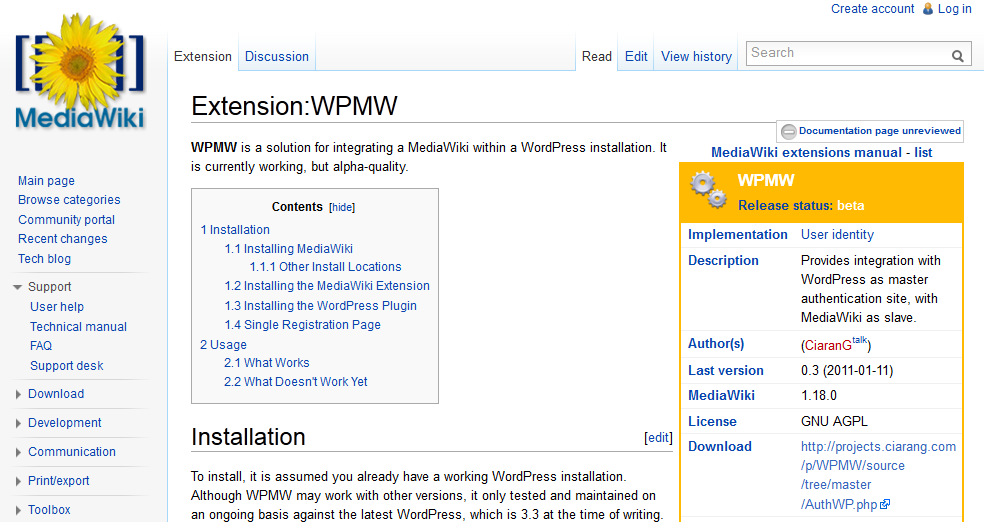 Create account Log in
MediaWiki
Extension Discussion Read Edit View history Search
Extension:WPMW
Documentation page unreviewed
WPMW is a solution for integrating a MediaWiki within a WordPress installation. It
is currently working, but alpha-quality.
Contents [hide]
1 Installation
1.1 Installing MediaWiki
1.1.1 Other Install Locations
1.2 Installing the MediaWiki Extension
1.3 Installing the WordPress Plugin
1.4 Single Registration Page
2 Usage
2.1 What Works
2.2 What Doesn't Work Yet
Installation [edit]
To install, it is assumed you already have a working WordPress installation.
Although WPMW may work with other versions, it only tested and maintained on
an ongoing basis against the latest WordPress, which is 3.3 at the time of writing.
MediaWiki extensions manual - list
WPMW
Release status: beta
Implementation User identity
Description Provides integration with
WordPress as master
authentication site, with
MediaWiki as slave.
Author(s) (CiaranGtalk)
Last version 0.3 (2011-01-11)
MediaWiki 1.18.0
License GNU AGPL
Download http://projects.ciarang.com
/p/WPMW/source
/tree/master
/AuthWP.php
Main page
Browse categories
Community portal
Recent changes
Tech blog
Support
User help
Technical manual
FAQ
Support desk
Download
Development
Communication
Print/export
Toolbox